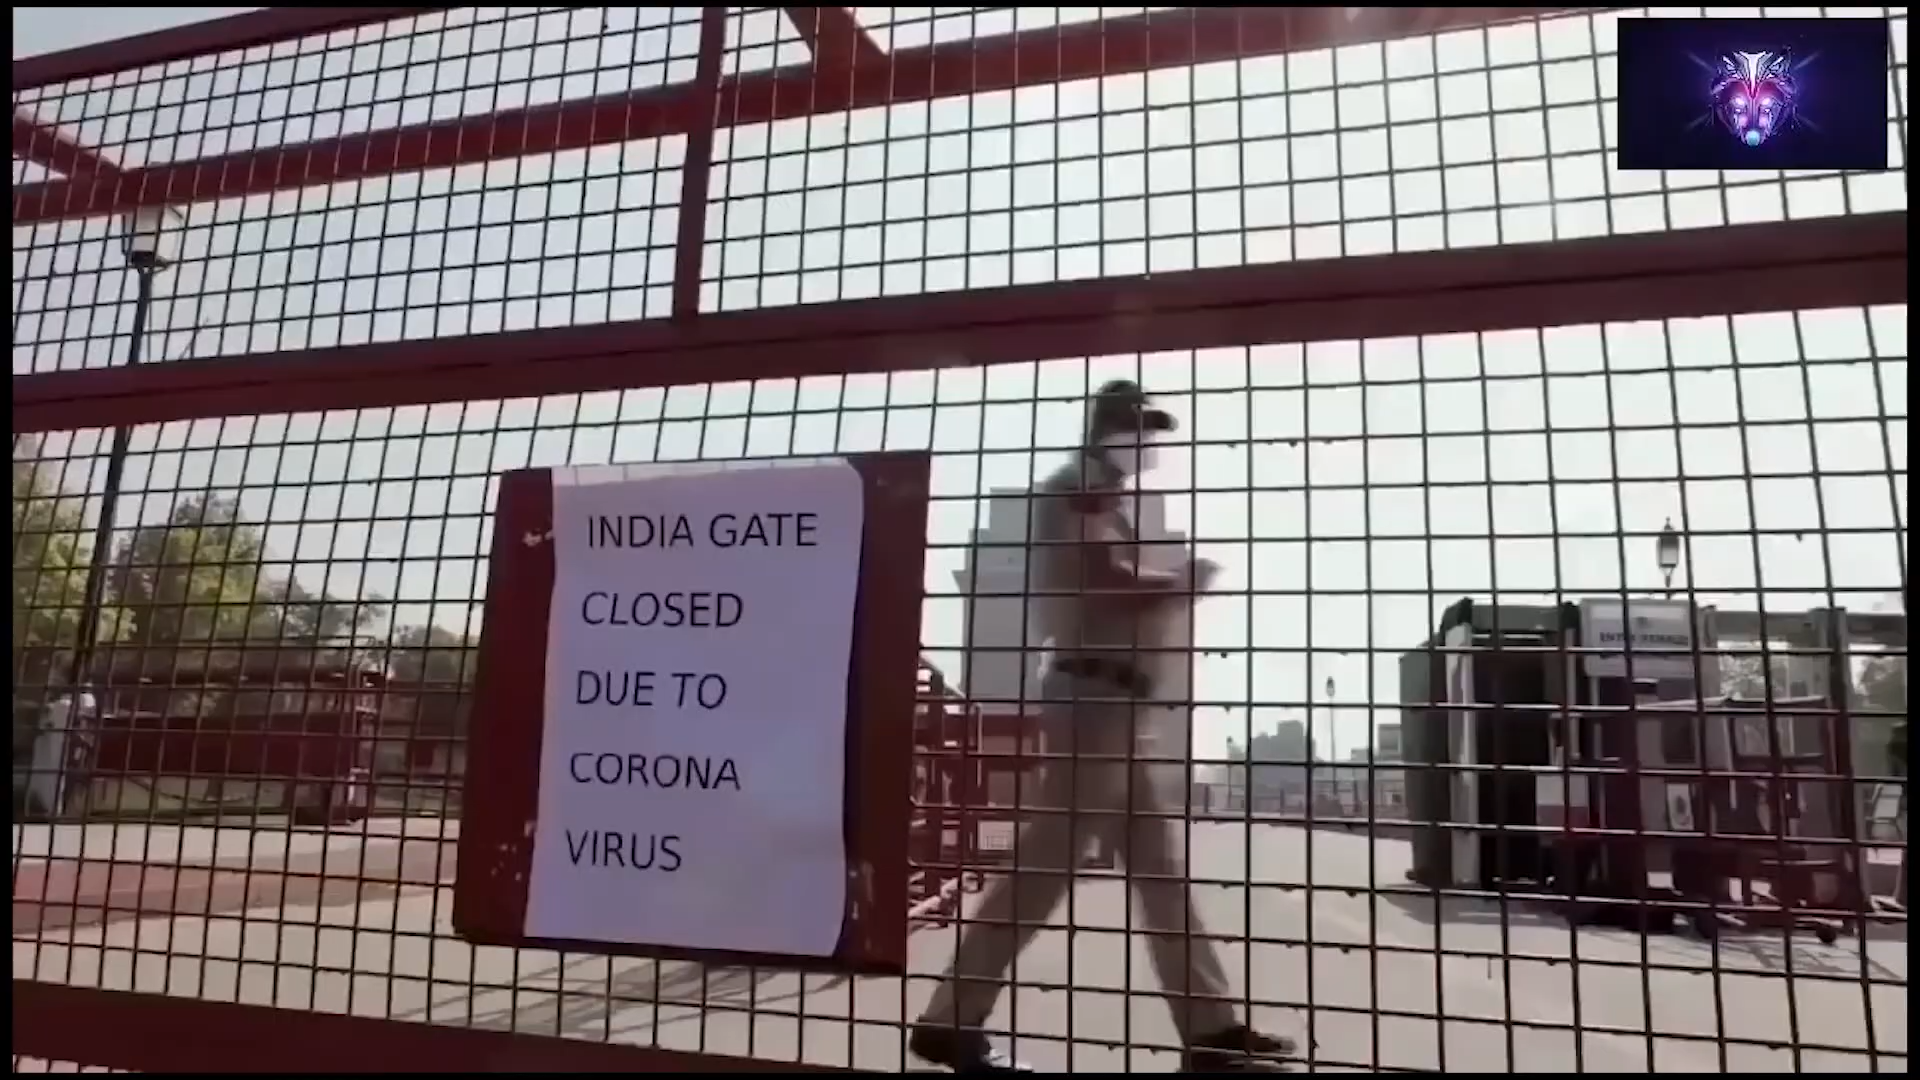 INDIA GATE
CLOSED
DUE TO
CORONA
VIRUS